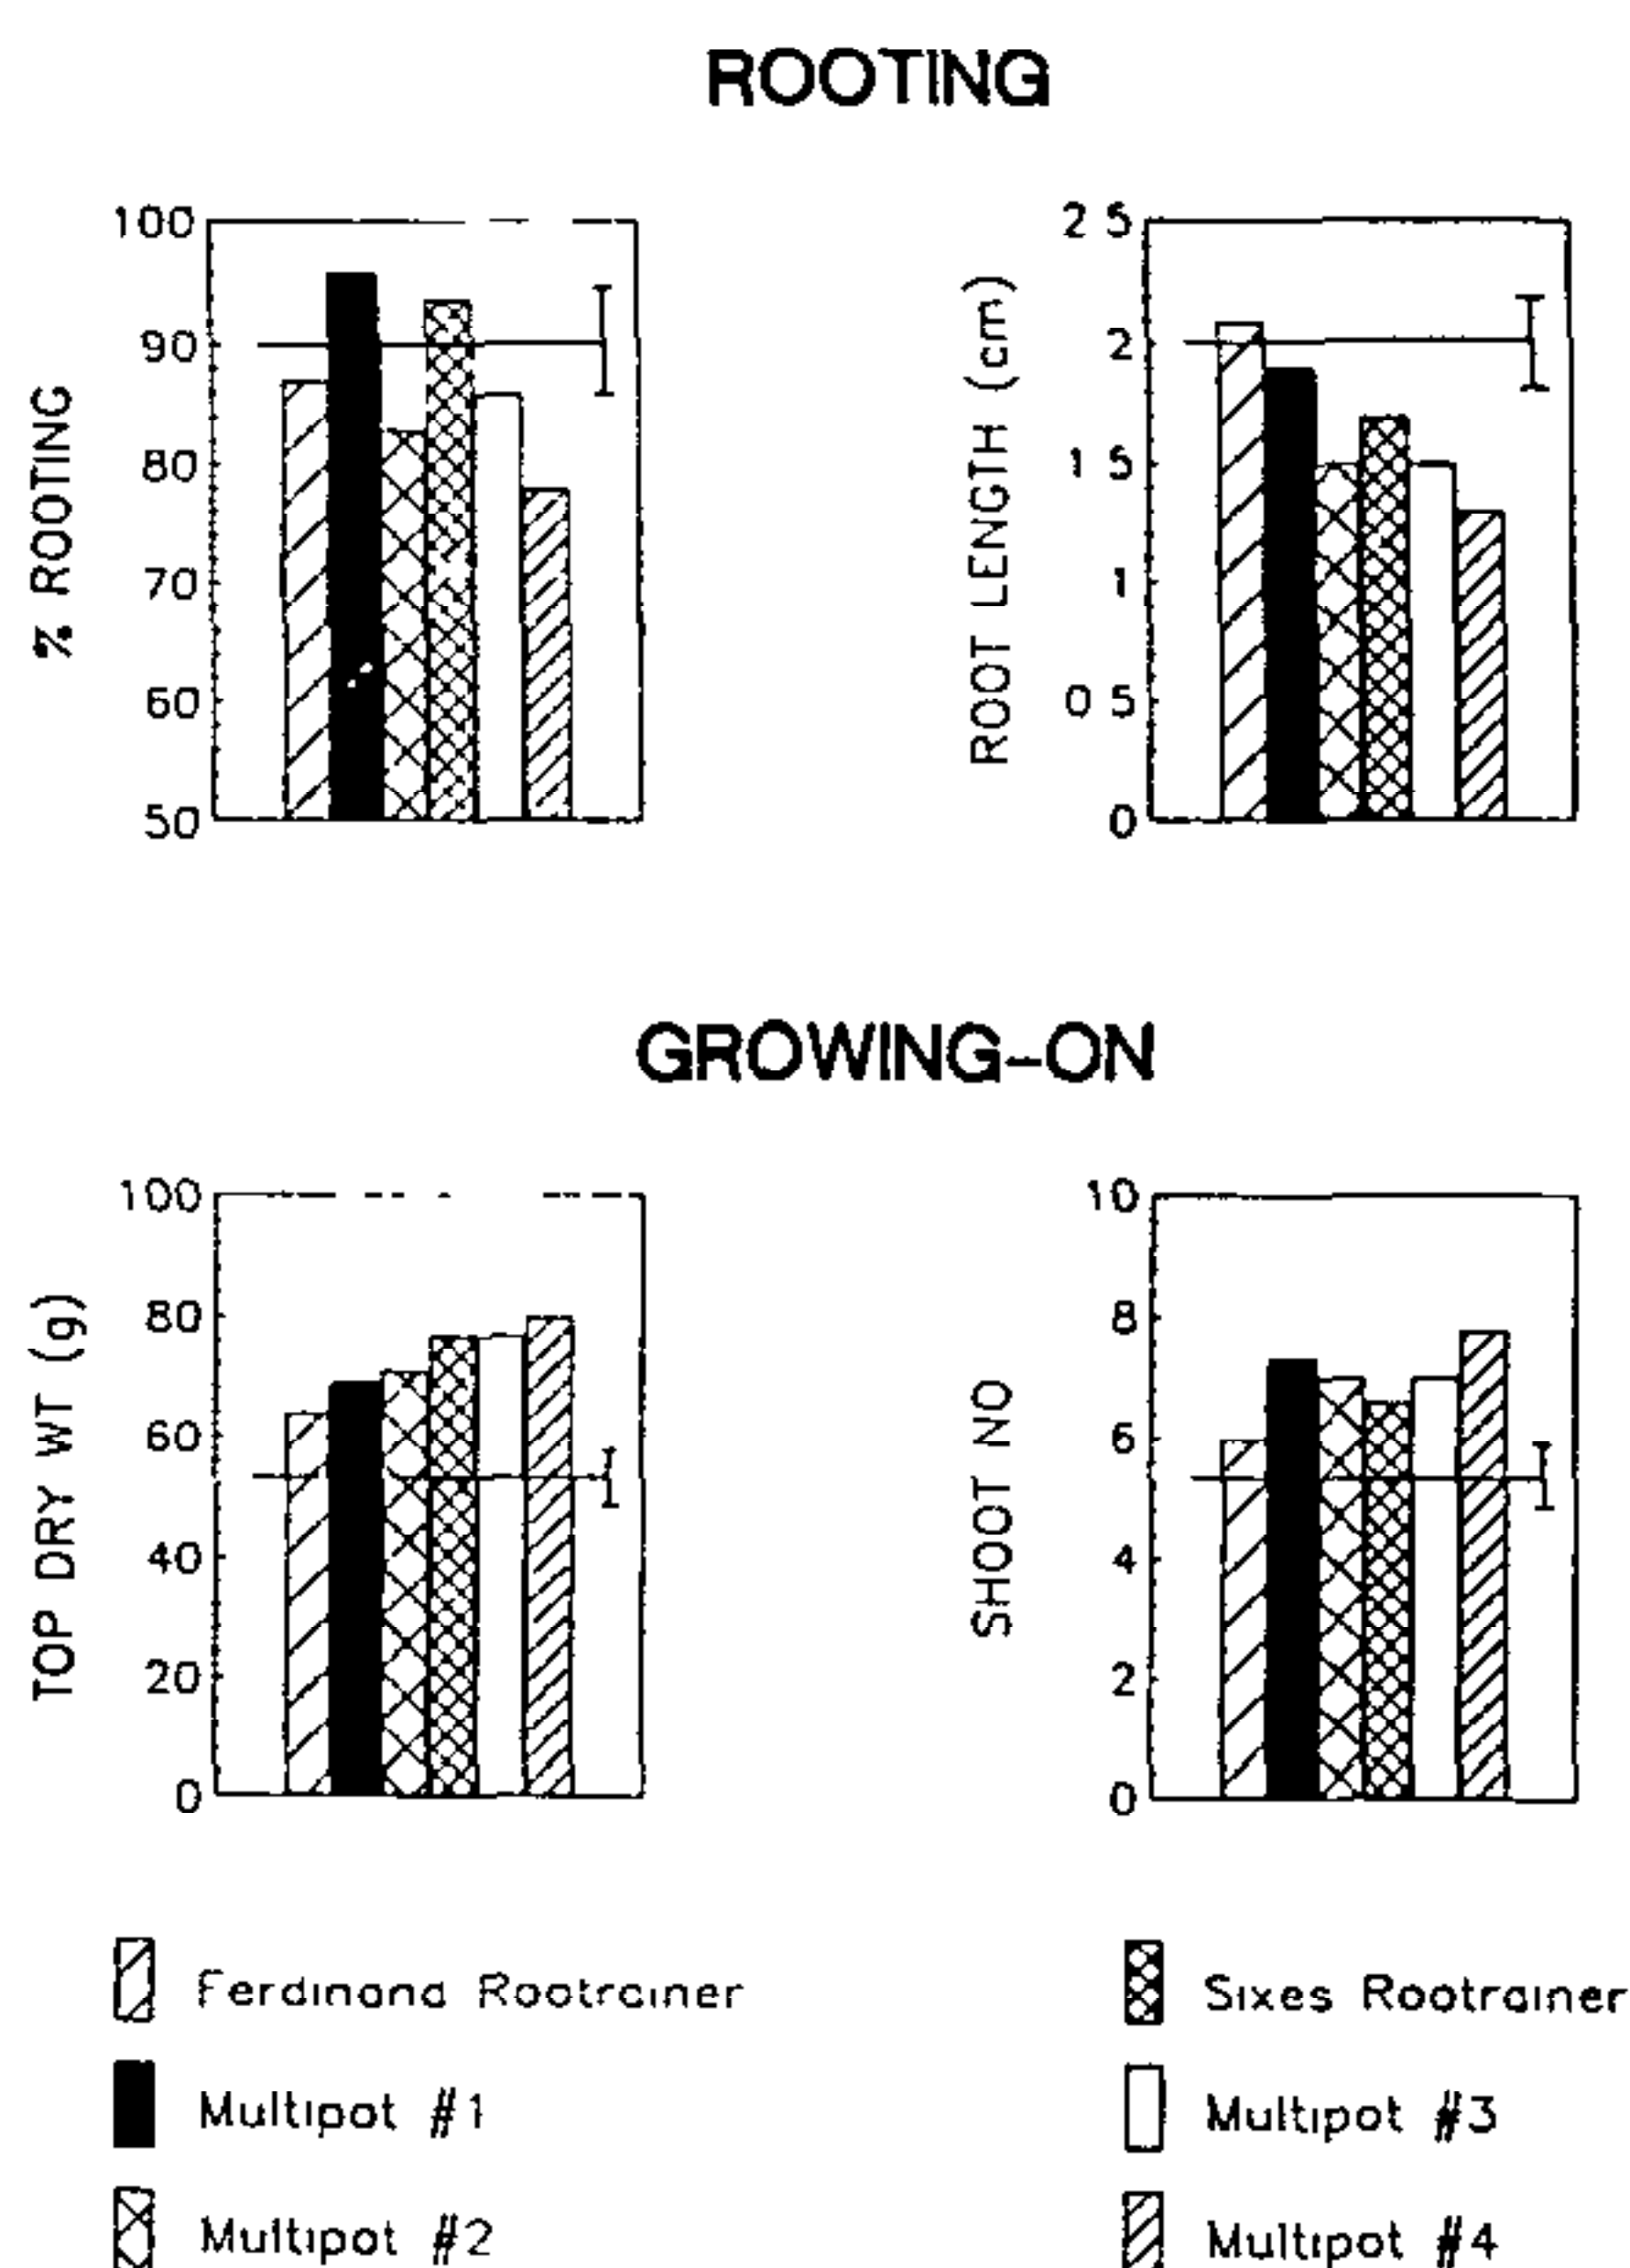 ROOTING
% ROOTING
100
90
80
70
60
50
ROOT LENGTH (cm)
2 5
2
1 5
1
0 5
0
GROWING-ON
TOP DRY WT (g)
100
80
60
40
20
0
SHOOT NO
10
8
6
4
2
0
Ferdinand Rootrainer
Multipot #1
Multipot #2
Sixes Rootrainer
Multipot #3
Multipot #4